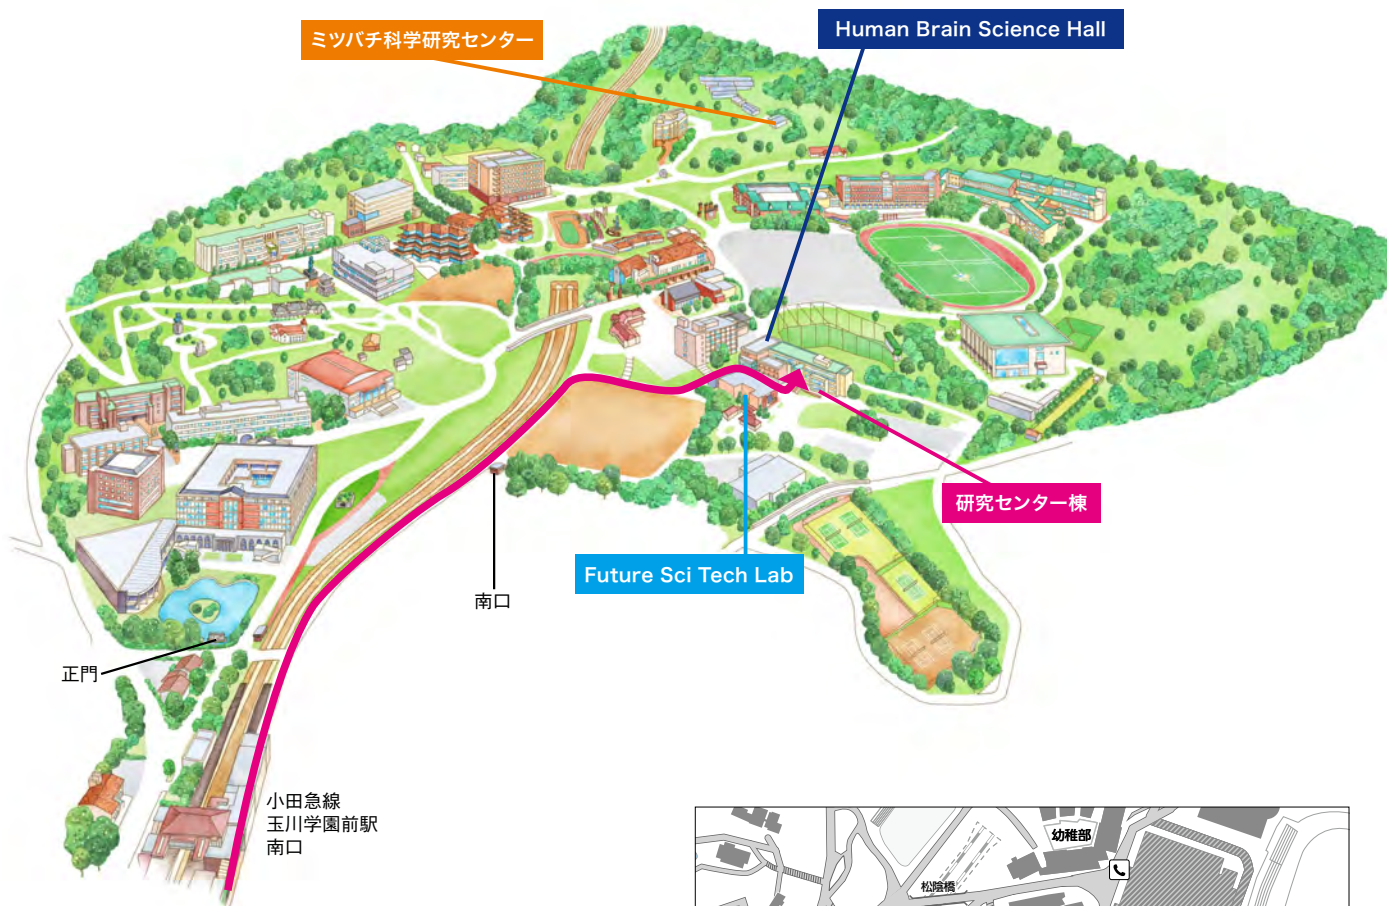 ミツバチ科学研究センター
Human Brain Science Hall
研究センター棟
Future Sci Tech Lab
南口
正門
小田急線
玉川学園前駅
南口
幼稚部
松陰橋